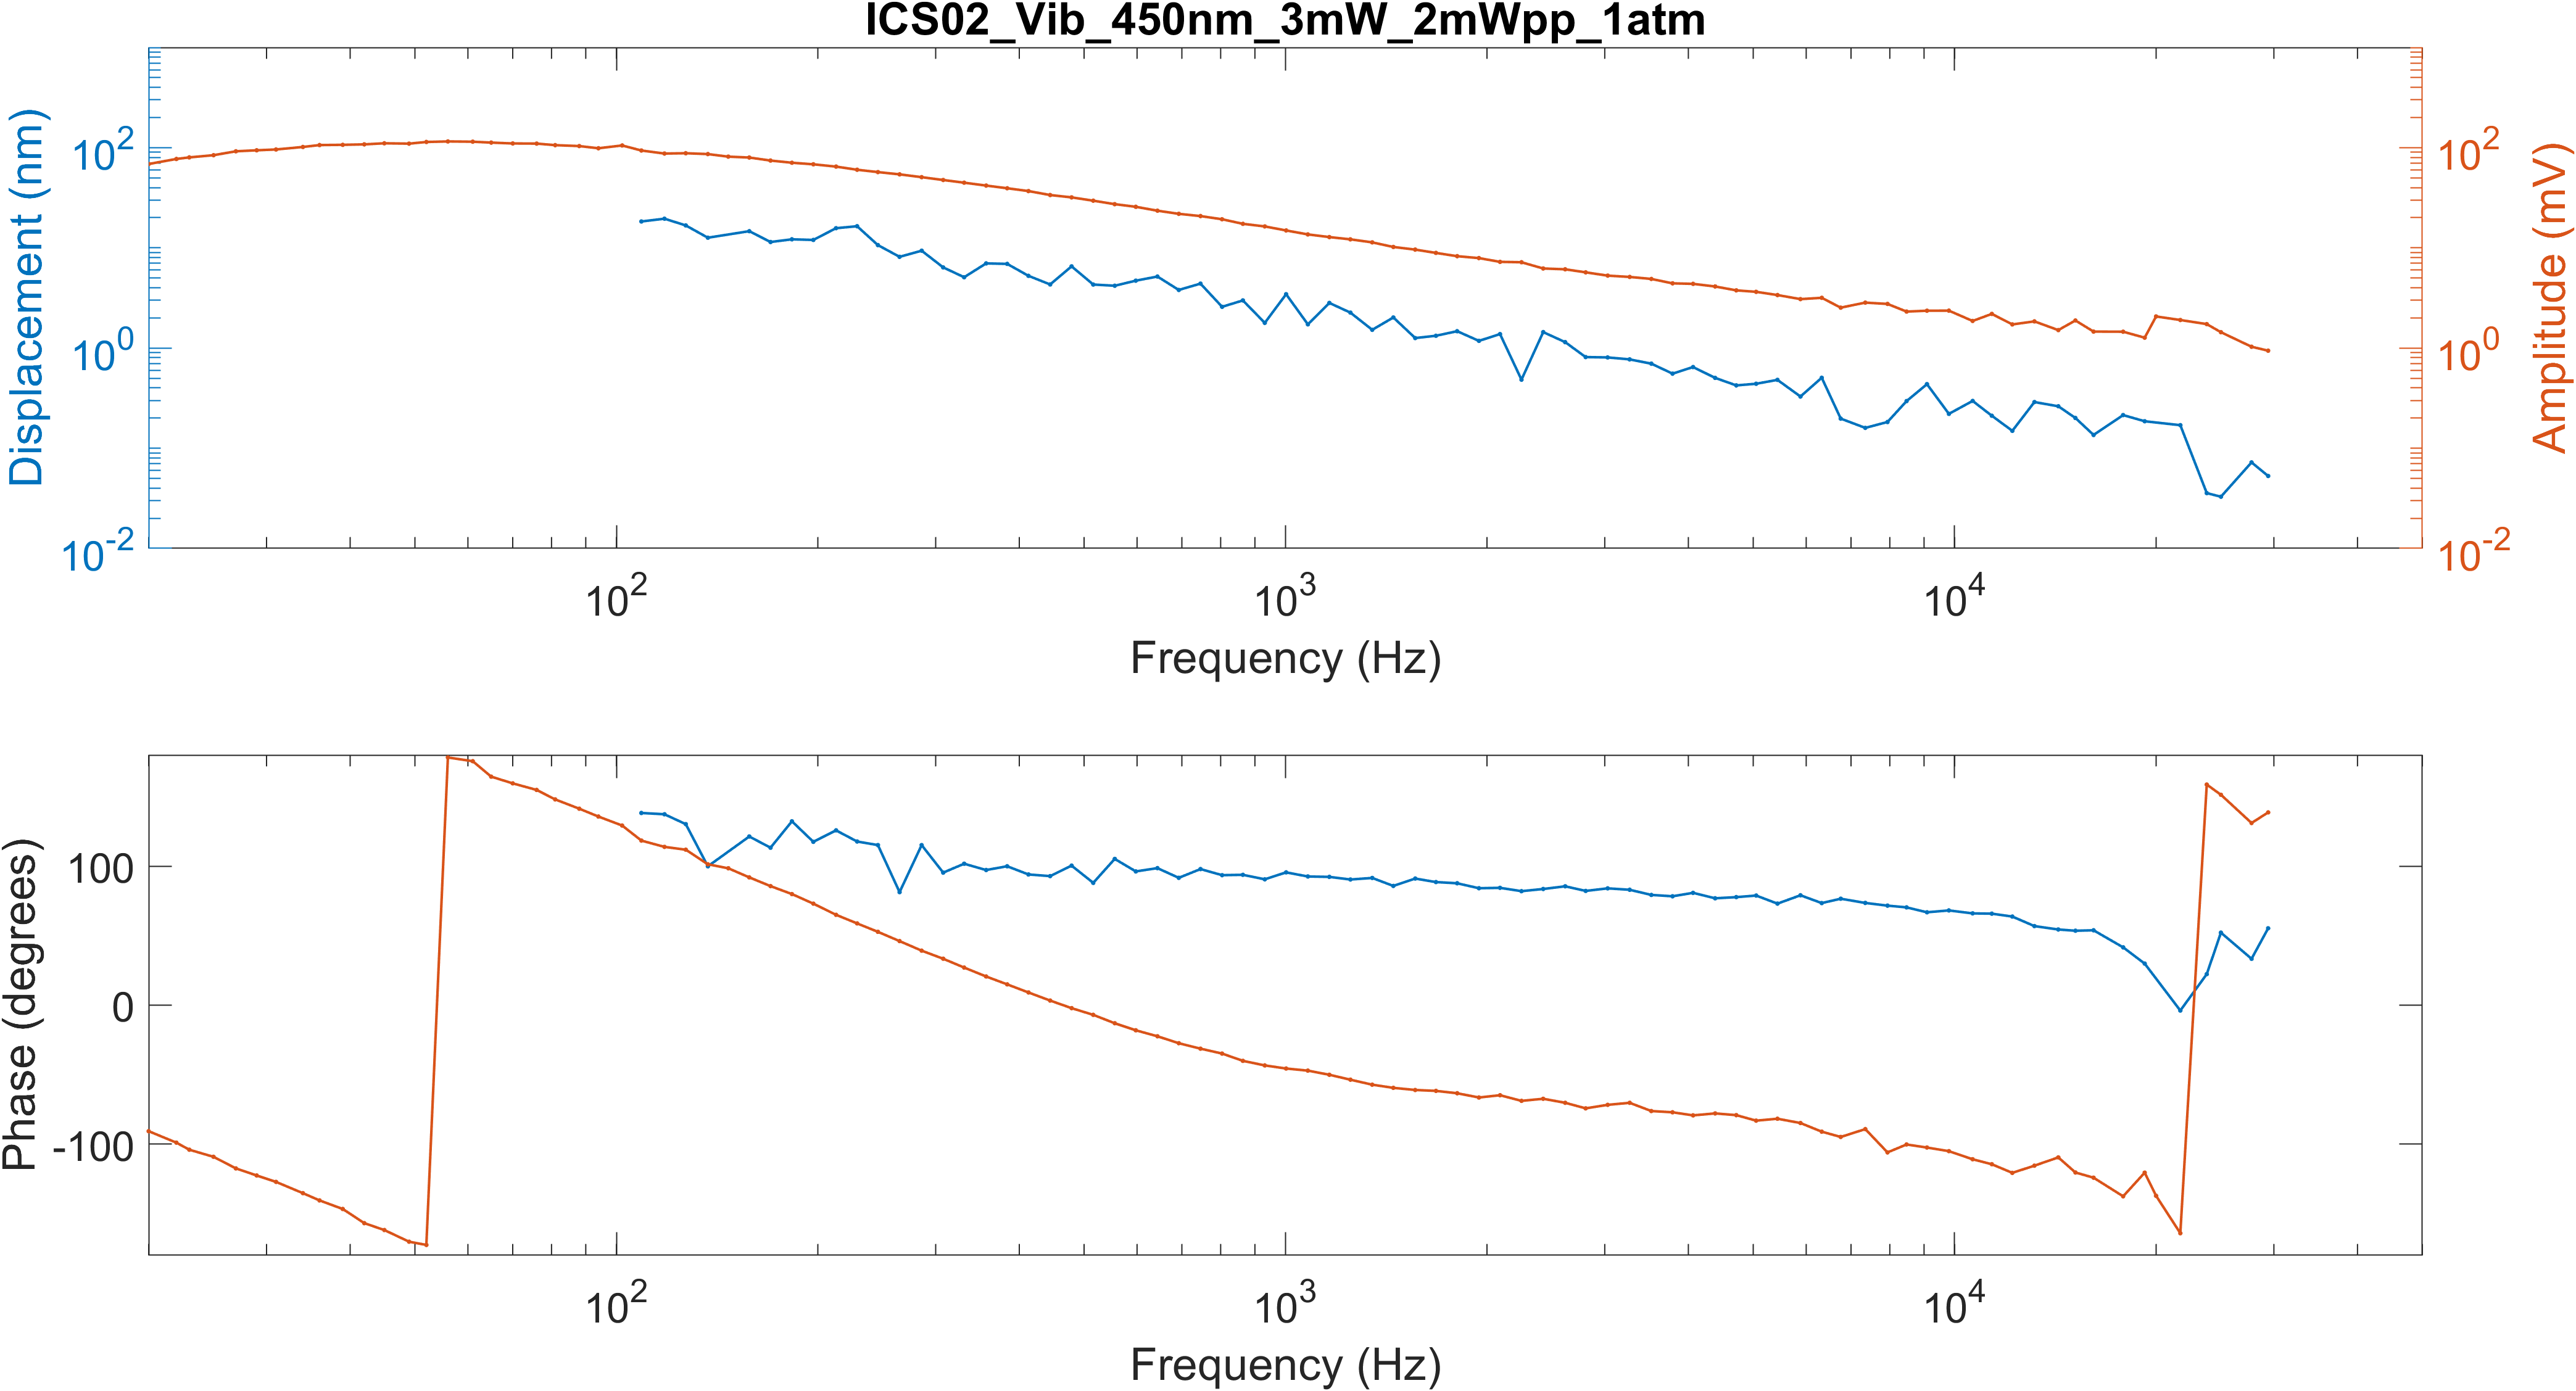 ICS02_Vib_450nm_3mW_2mWpp_1atm
Displacement (nm)
10^2
10^0
10^-2
10^2
10^0
10^-2
Amplitude (mV)
10^2
10^3
10^4
Frequency (Hz)
Phase (degrees)
100
0
-100
10^2
10^3
10^4
Frequency (Hz)